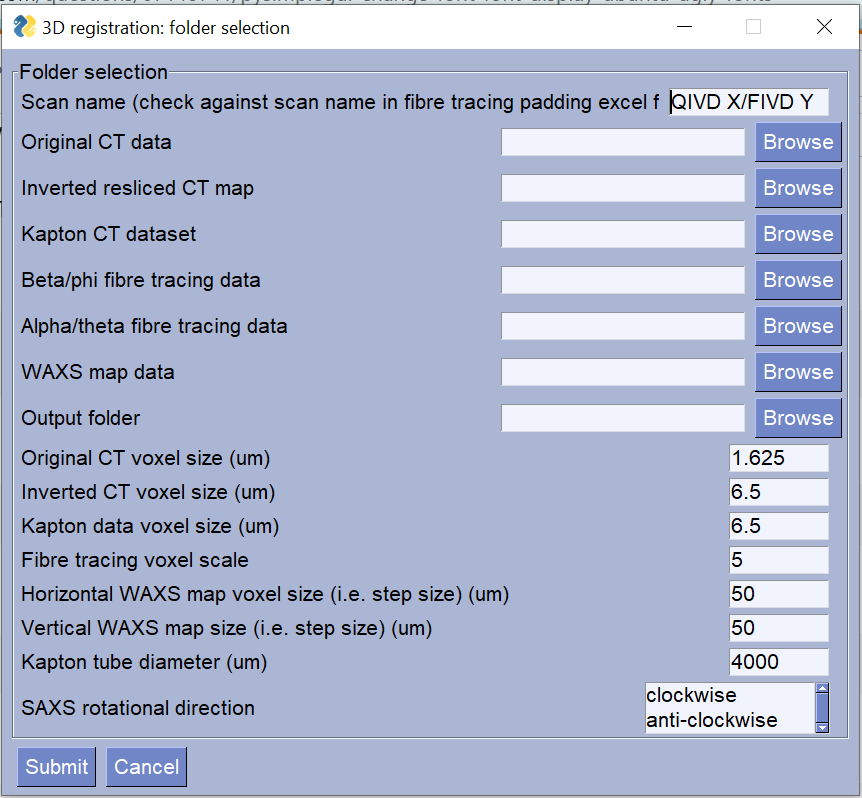 3D registration: folder selection
Folder selection
Scan name (check against scan name in fibre tracing padding excel f QIVD X/FIVD Y
Original CT data Browse
Inverted resliced CT map Browse
Kapton CT dataset Browse
Beta/phi fibre tracing data Browse
Alpha/theta fibre tracing data Browse
WAXS map data Browse
Output folder Browse
Original CT voxel size (um) 1.625
Inverted CT voxel size (um) 6.5
Kapton data voxel size (um) 6.5
Fibre tracing voxel scale 5
Horizontal WAXS map voxel size (i.e. step size) (um) 50
Vertical WAXS map size (i.e. step size) (um) 50
Kapton tube diameter (um) 4000
SAXS rotational direction clockwise
anti-clockwise
Submit Cancel